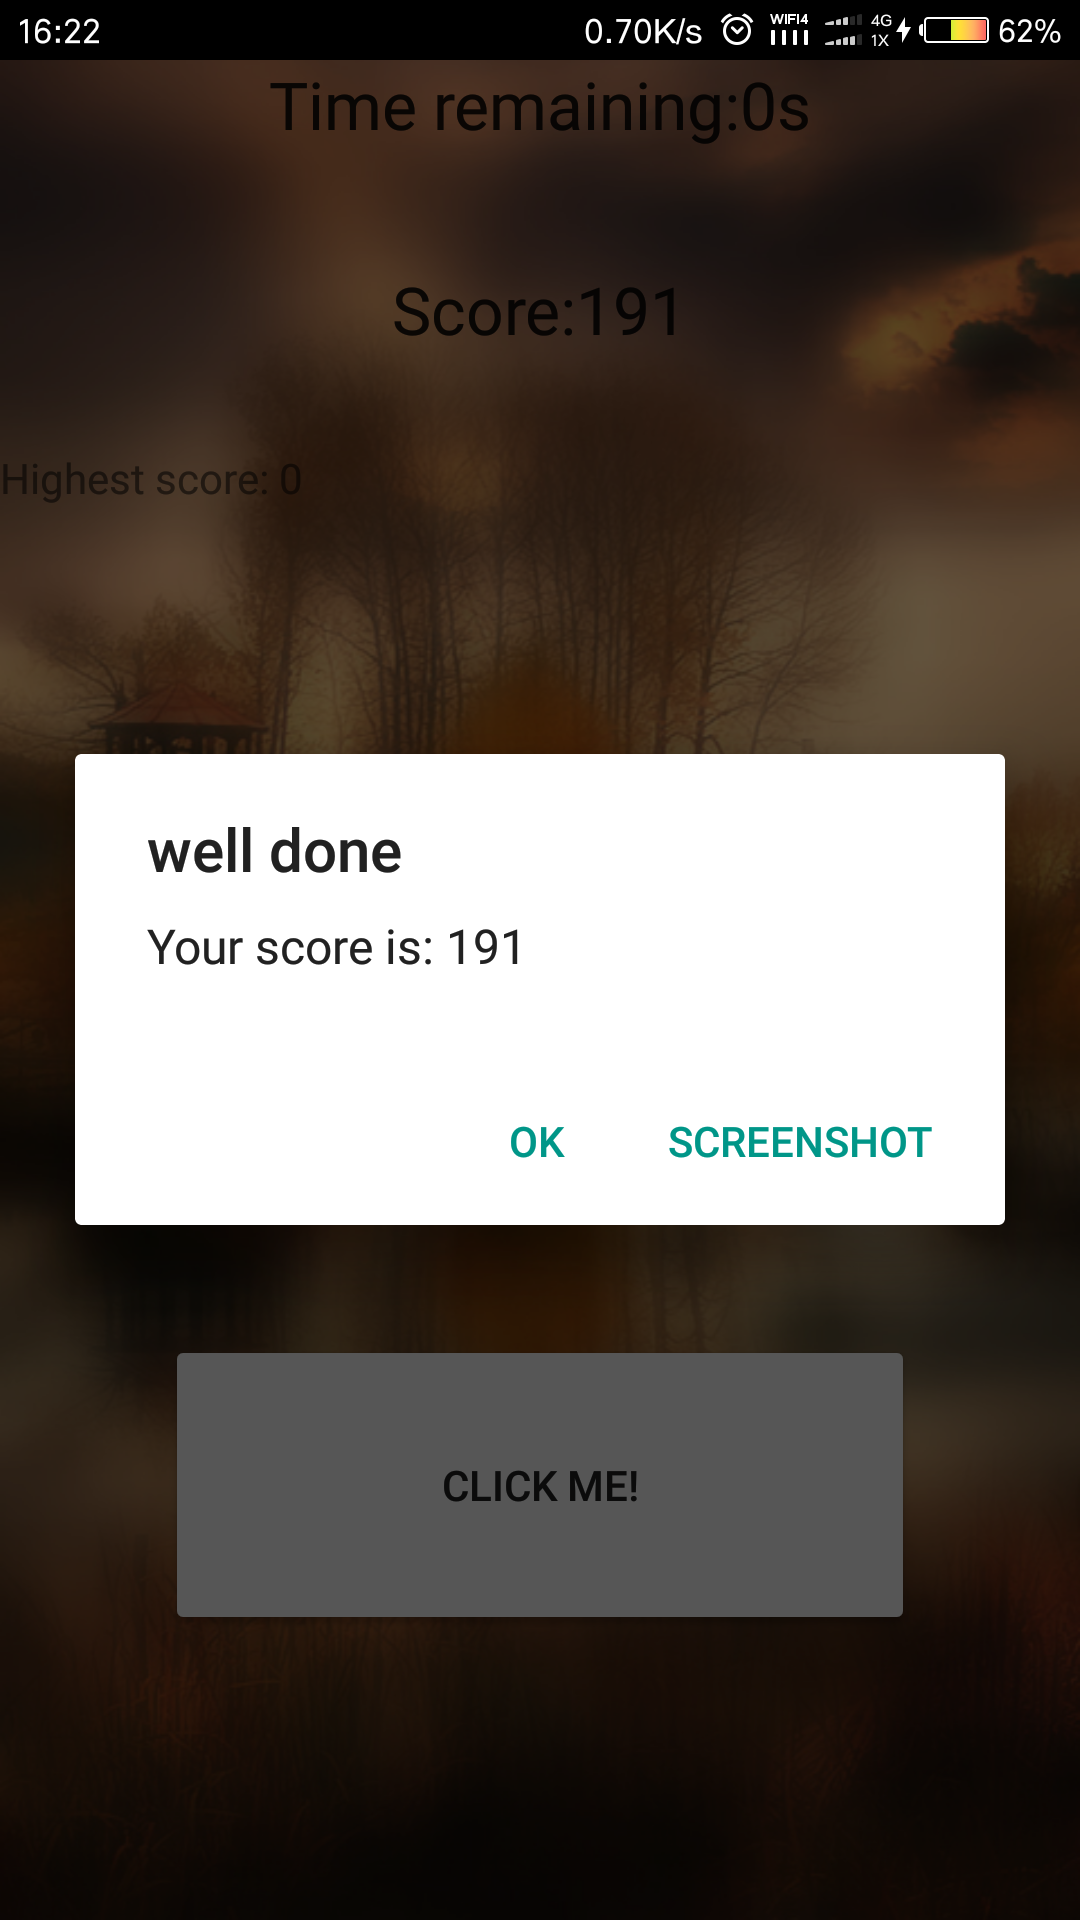 16:22 0.70K/s WIFI4 4G 1X 62%
Time remaining:0s
Score:191
Highest score: 0
well done
Your score is: 191
OK SCREENSHOT
CLICK ME!